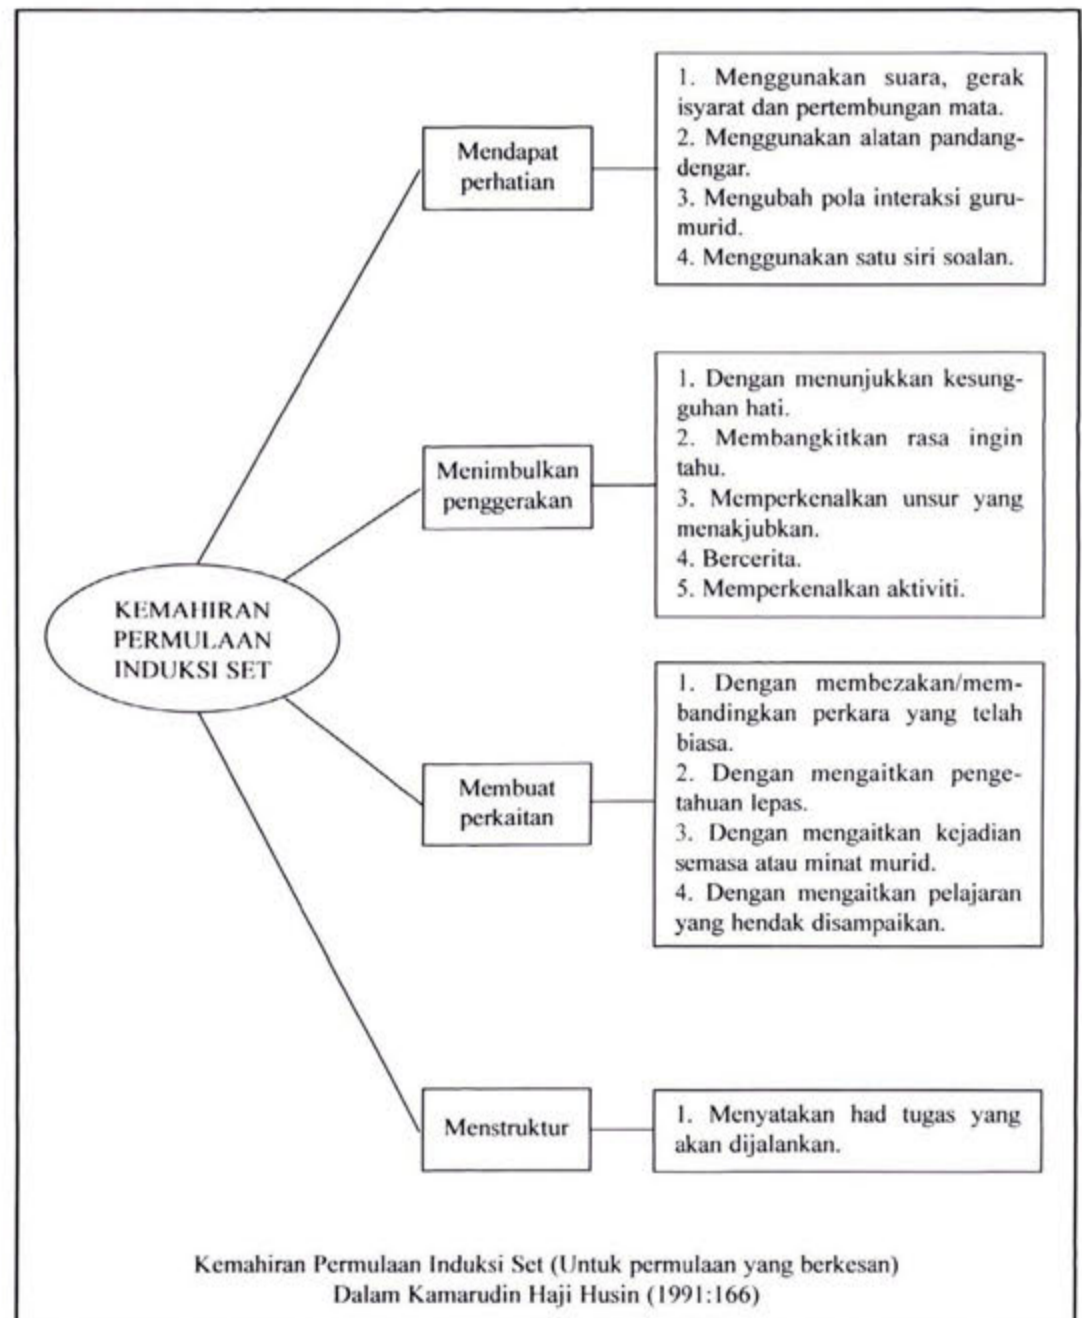 Mendapat
perhatian
1. Menggunakan suara, gerak
isyarat dan pertembungan mata.
2. Menggunakan alatan pandang-
dengar.
3. Mengubah pola interaksi guru-
murid.
4. Menggunakan satu siri soalan.
Menimbulkan
penggerakan
1. Dengan menunjukkan kesung-
guhan hati.
2. Membangkitkan rasa ingin
tahu.
3. Memperkenalkan unsur yang
menakjubkan.
4. Bercerita.
5. Memperkenalkan aktiviti.
KEMAHIRAN
PERMULAAN
INDUKSI SET
Membuat
perkaitan
1. Dengan membezakan/mem-
bandingkan perkara yang telah
biasa.
2. Dengan mengaitkan penge-
tahuan lepas.
3. Dengan mengaitkan kejadian
semasa atau minat murid.
4. Dengan mengaitkan pelajaran
yang hendak disampaikan.
Menstruktur
1. Menyatakan had tugas yang
akan dijalankan.
Kemahiran Permulaan Induksi Set (Untuk permulaan yang berkesan)
Dalam Kamarudin Haji Husin (1991:166)